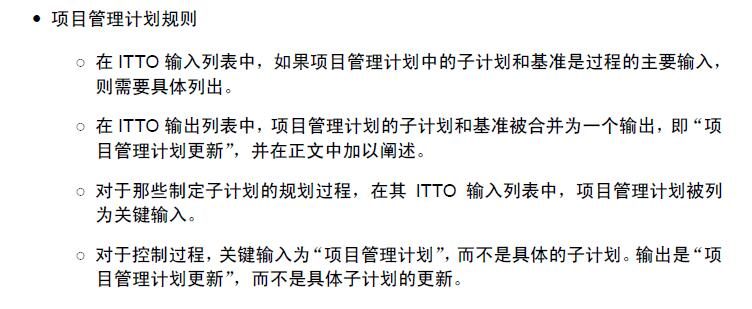 ● 项目管理计划规则
○ 在 ITTO 输入列表中，如果项目管理计划中的子计划和基准是过程的主要输入，
则需要具体列出。
○ 在 ITTO 输出列表中，项目管理计划的子计划和基准被合并为一个输出，即“项
目管理计划更新”，并在正文中加以阐述。
○ 对于那些制定子计划的规划过程，在其 ITTO 输入列表中，项目管理计划被列
为关键输入。
○ 对于控制过程，关键输入为“项目管理计划”，而不是具体的子计划。输出是“项
目管理计划更新”，而不是具体子计划的更新。